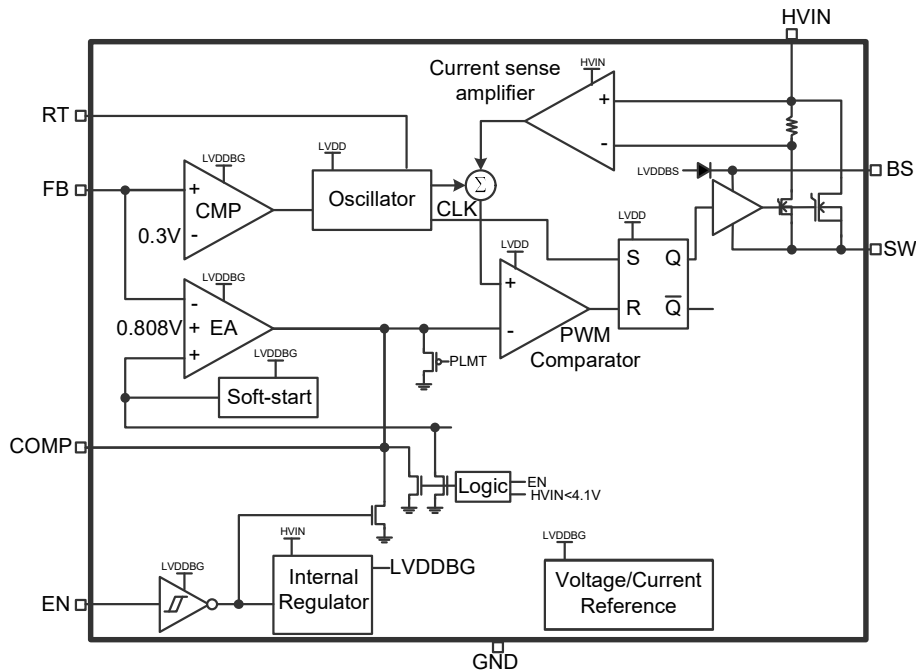 HVIN
Current sense
amplifier
HVIN
+
-
RT
LVDDBG
LVDD
FB
+
CMP
-
0.3V
Oscillator
CLK
Σ
LVDDBS
BS
LVDD
LVDD
S Q
R Q̅
SW
+
-
PWM
Comparator
LVDDBG
-
0.808V
+
EA
+
PLMT
LVDDBG
Soft-start
COMP
Logic
EN
HVIN<4.1V
HVIN
LVDDBG
Internal
Regulator
LVDDBG
LVDDBG
Voltage/Current
Reference
EN
GND